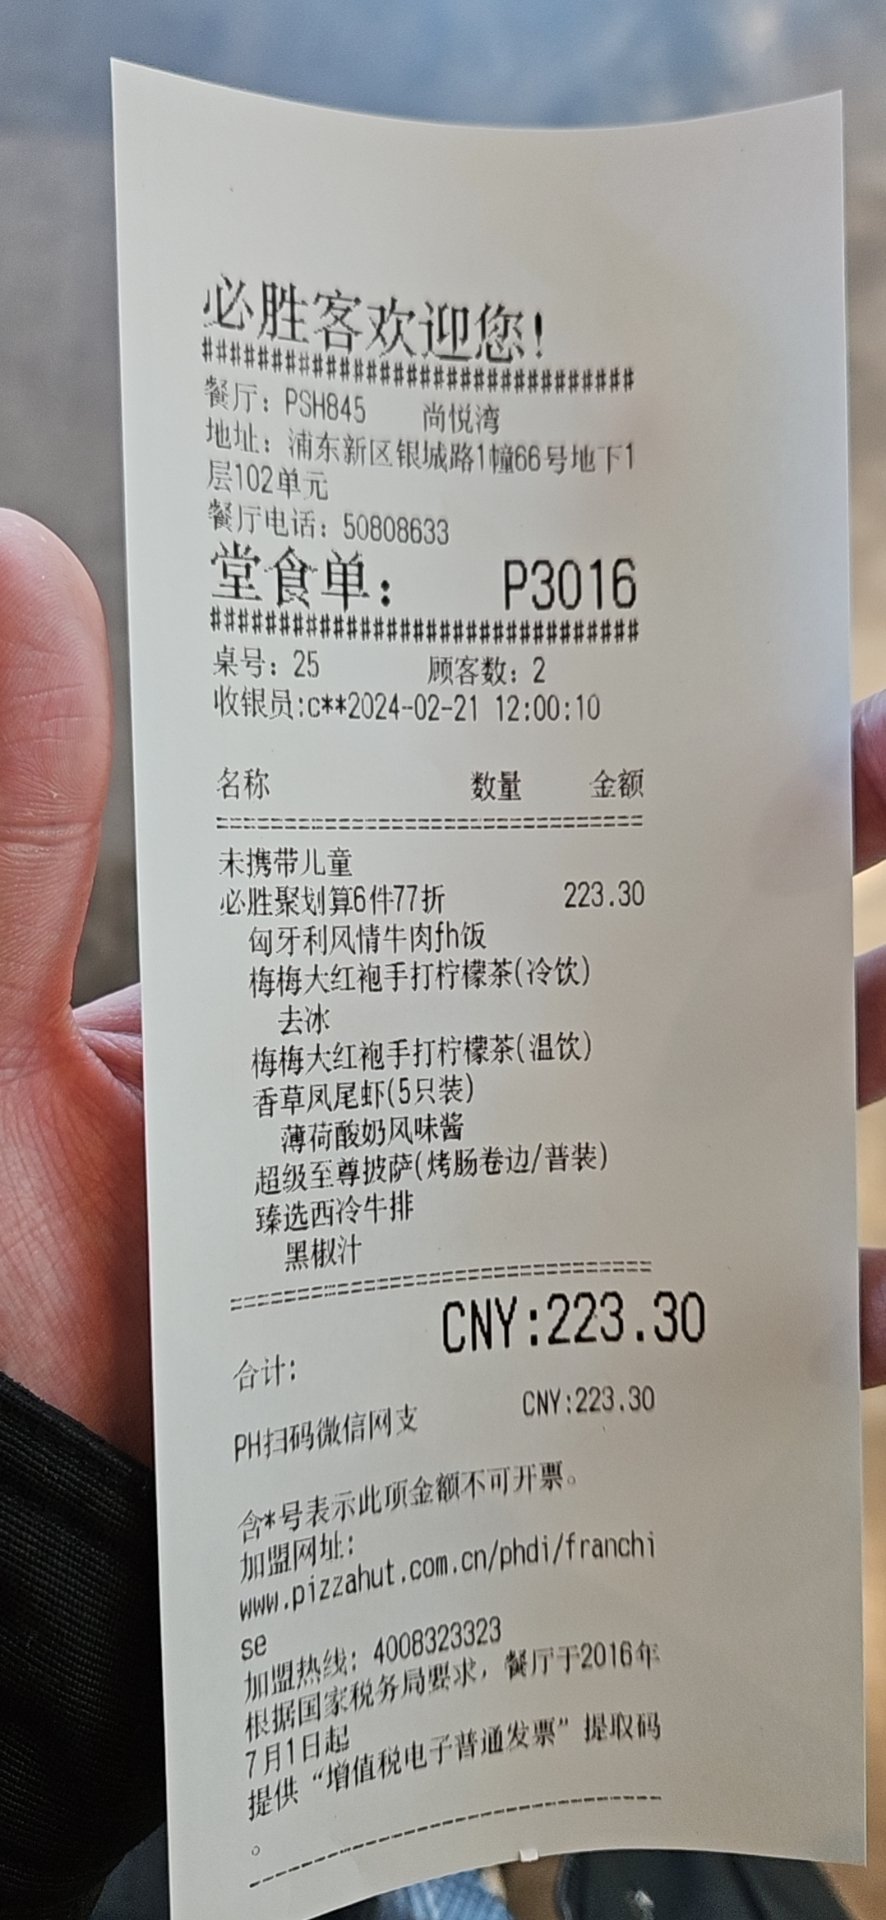 必胜客欢迎您!
################################
餐厅: PSH845 尚悦湾
地址: 浦东新区银城路1幢66号地下1
层102单元
餐厅电话: 50808633
堂食单: P3016
################################
桌号: 25 顾客数: 2
收银员:c**2024-02-21 12:00:10
名称 数量 金额
================================
未携带儿童
必胜聚划算6件77折 223.30
匈牙利风情牛肉fh饭
梅梅大红袍手打柠檬茶(冷饮)
去冰
梅梅大红袍手打柠檬茶(温饮)
香草凤尾虾(5只装)
薄荷酸奶风味酱
超级至尊披萨(烤肠卷边/普装)
臻选西冷牛排
黑椒汁
================================
CNY:223.30
合计:
PH扫码微信网支 CNY:223.30
含*号表示此项金额不可开票。
加盟网址:
www.pizzahut.com.cn/phdi/franchi
se
加盟热线: 4008323323
根据国家税务局要求，餐厅于2016年
7月1日起
提供“增值税电子普通发票”提取码
。
--------------------------------